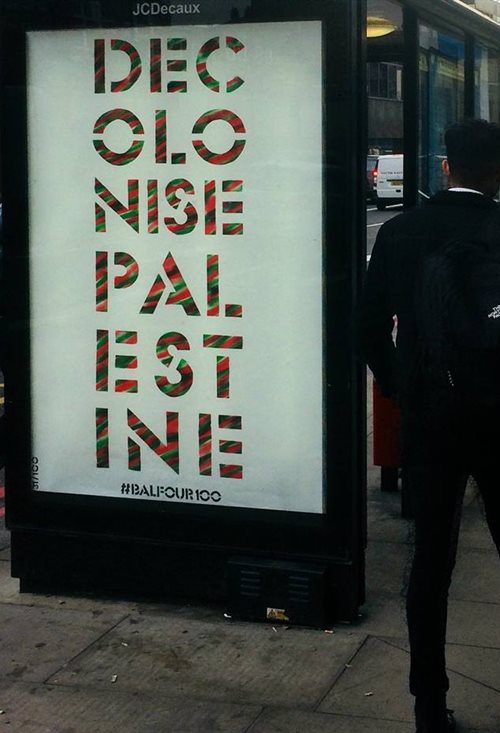 JCDecaux
DEC
OLO
NISE
PAL
EST
INE
#BALFOUR100